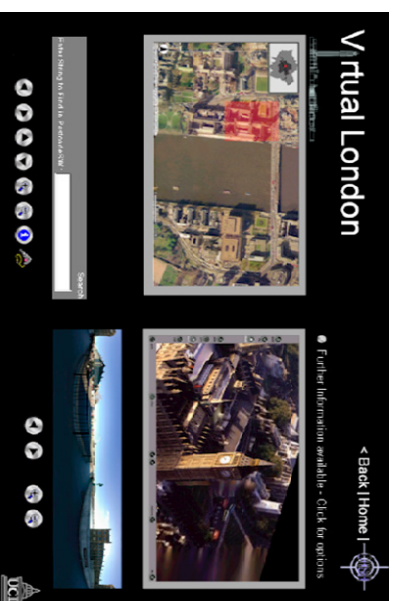 Virtual London
< Back | Home |
Further Information available - Click for options
Search
UCL